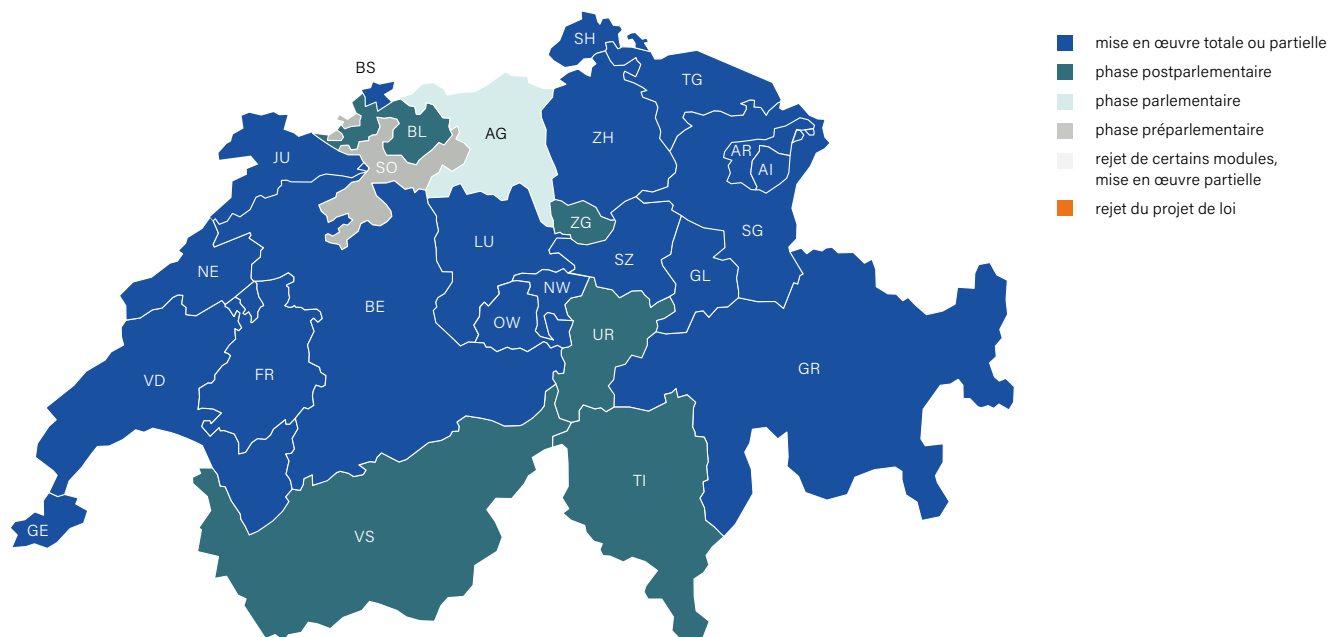 SH
BS
TG
BL
AG
ZH
JU
SO
AR
AI
ZG
SG
LU
SZ
NE
GL
NW
BE
OW
UR
VD
FR
GR
TI
GE
VS
mise en œuvre totale ou partielle
phase postparlementaire
phase parlementaire
phase préparlementaire
rejet de certains modules,
mise en œuvre partielle
rejet du projet de loi